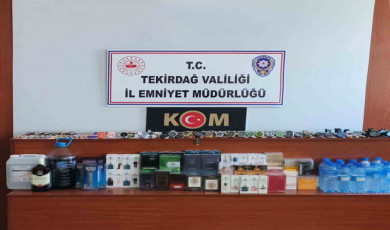 T.C.
TEKİRDAĞ VALİLİĞİ
İL EMNİYET MÜDÜRLÜĞÜ
KOM